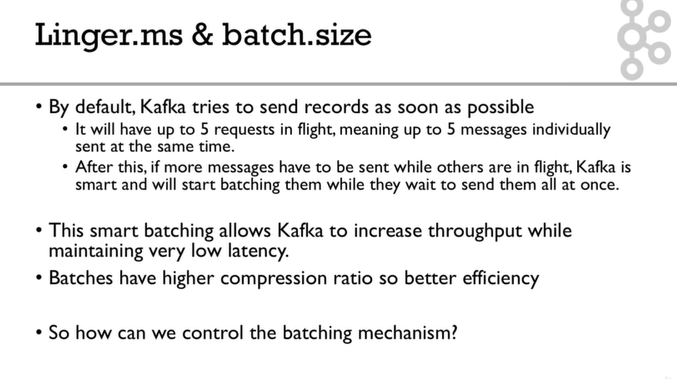 Linger.ms & batch.size
• By default, Kafka tries to send records as soon as possible
• It will have up to 5 requests in flight, meaning up to 5 messages individually
sent at the same time.
• After this, if more messages have to be sent while others are in flight, Kafka is
smart and will start batching them while they wait to send them all at once.
• This smart batching allows Kafka to increase throughput while
maintaining very low latency.
• Batches have higher compression ratio so better efficiency
• So how can we control the batching mechanism?